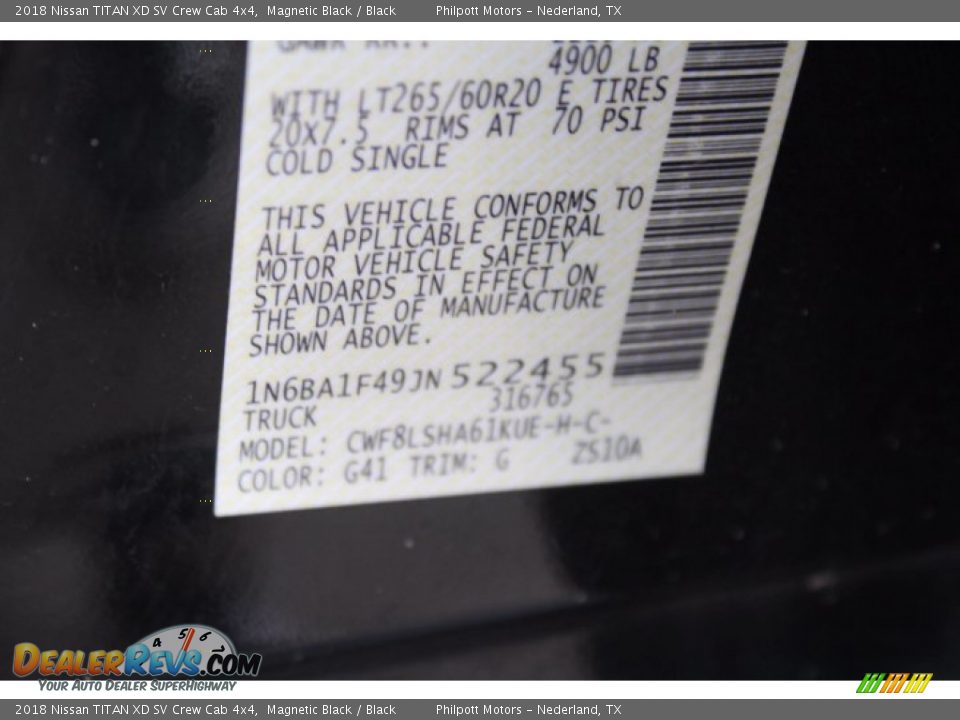 2018 Nissan TITAN XD SV Crew Cab 4x4, Magnetic Black / Black Philpott Motors - Nederland, TX
4900 LB
WITH LT265/60R20 E TIRES
20x7.5 RIMS AT 70 PSI
COLD SINGLE
THIS VEHICLE CONFORMS TO
ALL APPLICABLE FEDERAL
MOTOR VEHICLE SAFETY
STANDARDS IN EFFECT ON
THE DATE OF MANUFACTURE
SHOWN ABOVE.
1N6BA1F49JN522455
316765
TRUCK
MODEL: CWF8LSHA61KUE-H-C-
COLOR: G41 TRIM: G ZS10A
4 5 6
DEALERREVS.COM
YOUR AUTO DEALER SUPERHIGHWAY
2018 Nissan TITAN XD SV Crew Cab 4x4, Magnetic Black / Black Philpott Motors - Nederland, TX